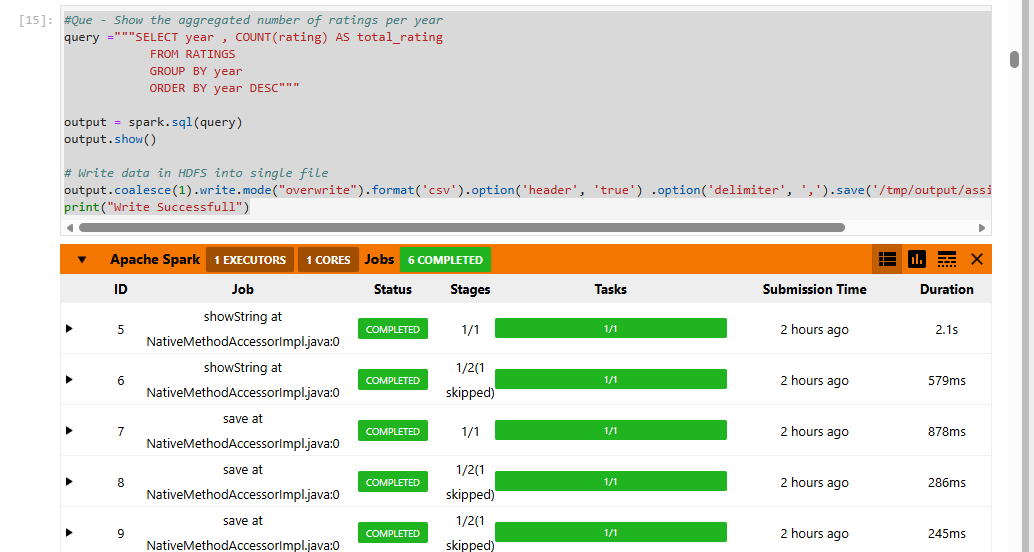 [15]: #Que - Show the aggregated number of ratings per year
query ="""SELECT year , COUNT(rating) AS total_rating
FROM RATINGS
GROUP BY year
ORDER BY year DESC"""
output = spark.sql(query)
output.show()
# Write data in HDFS into single file
output.coalesce(1).write.mode("overwrite").format('csv').option('header', 'true') .option('delimiter', ',').save('/tmp/output/assi
print("Write Successfull")
Apache Spark 1 EXECUTORS 1 CORES Jobs 6 COMPLETED
ID Job Status Stages Tasks Submission Time Duration
showString at
5 COMPLETED 1/1 1/1 2 hours ago 2.1s
NativeMethodAccessorImpl.java:0
showString at 1/2(1
6 COMPLETED 1/1 2 hours ago 579ms
NativeMethodAccessorImpl.java:0 skipped)
save at
7 COMPLETED 1/1 1/1 2 hours ago 878ms
NativeMethodAccessorImpl.java:0
save at 1/2(1
8 COMPLETED 1/1 2 hours ago 286ms
NativeMethodAccessorImpl.java:0 skipped)
save at 1/2(1
9 COMPLETED 1/1 2 hours ago 245ms
NativeMethodAccessorImpl.java:0 skipped)